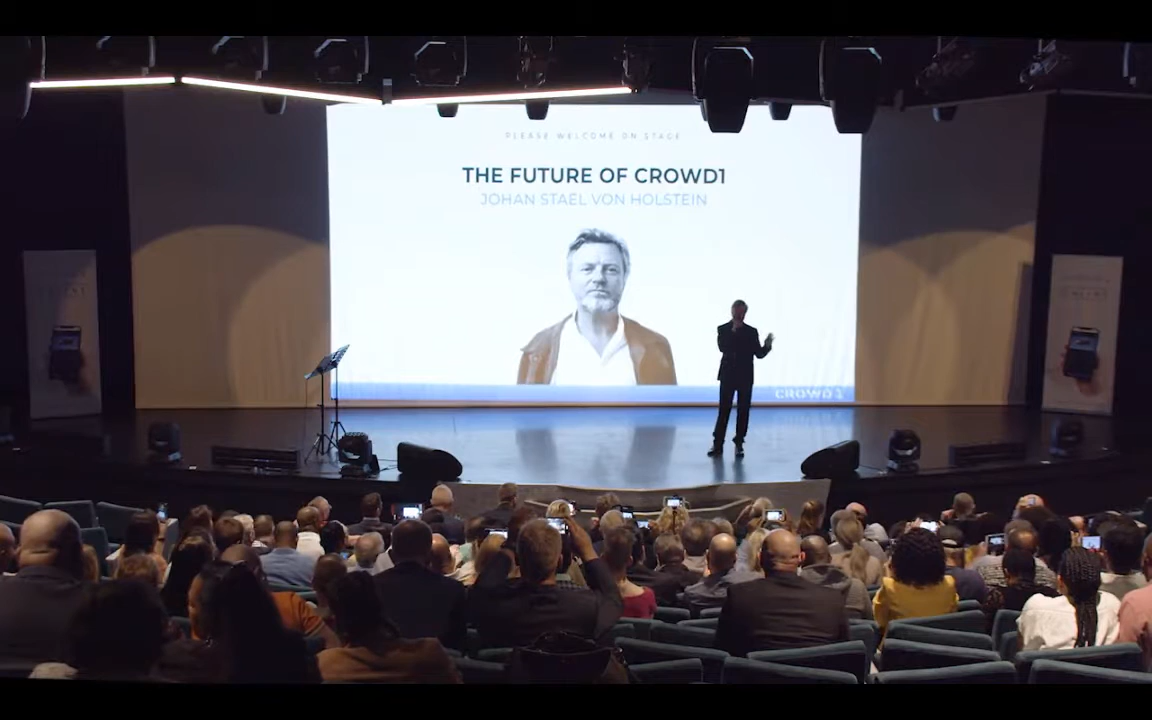 PLEASE WELCOME ON STAGE
THE FUTURE OF CROWD1
JOHAN STAEL VON HOLSTEIN
CROWD1